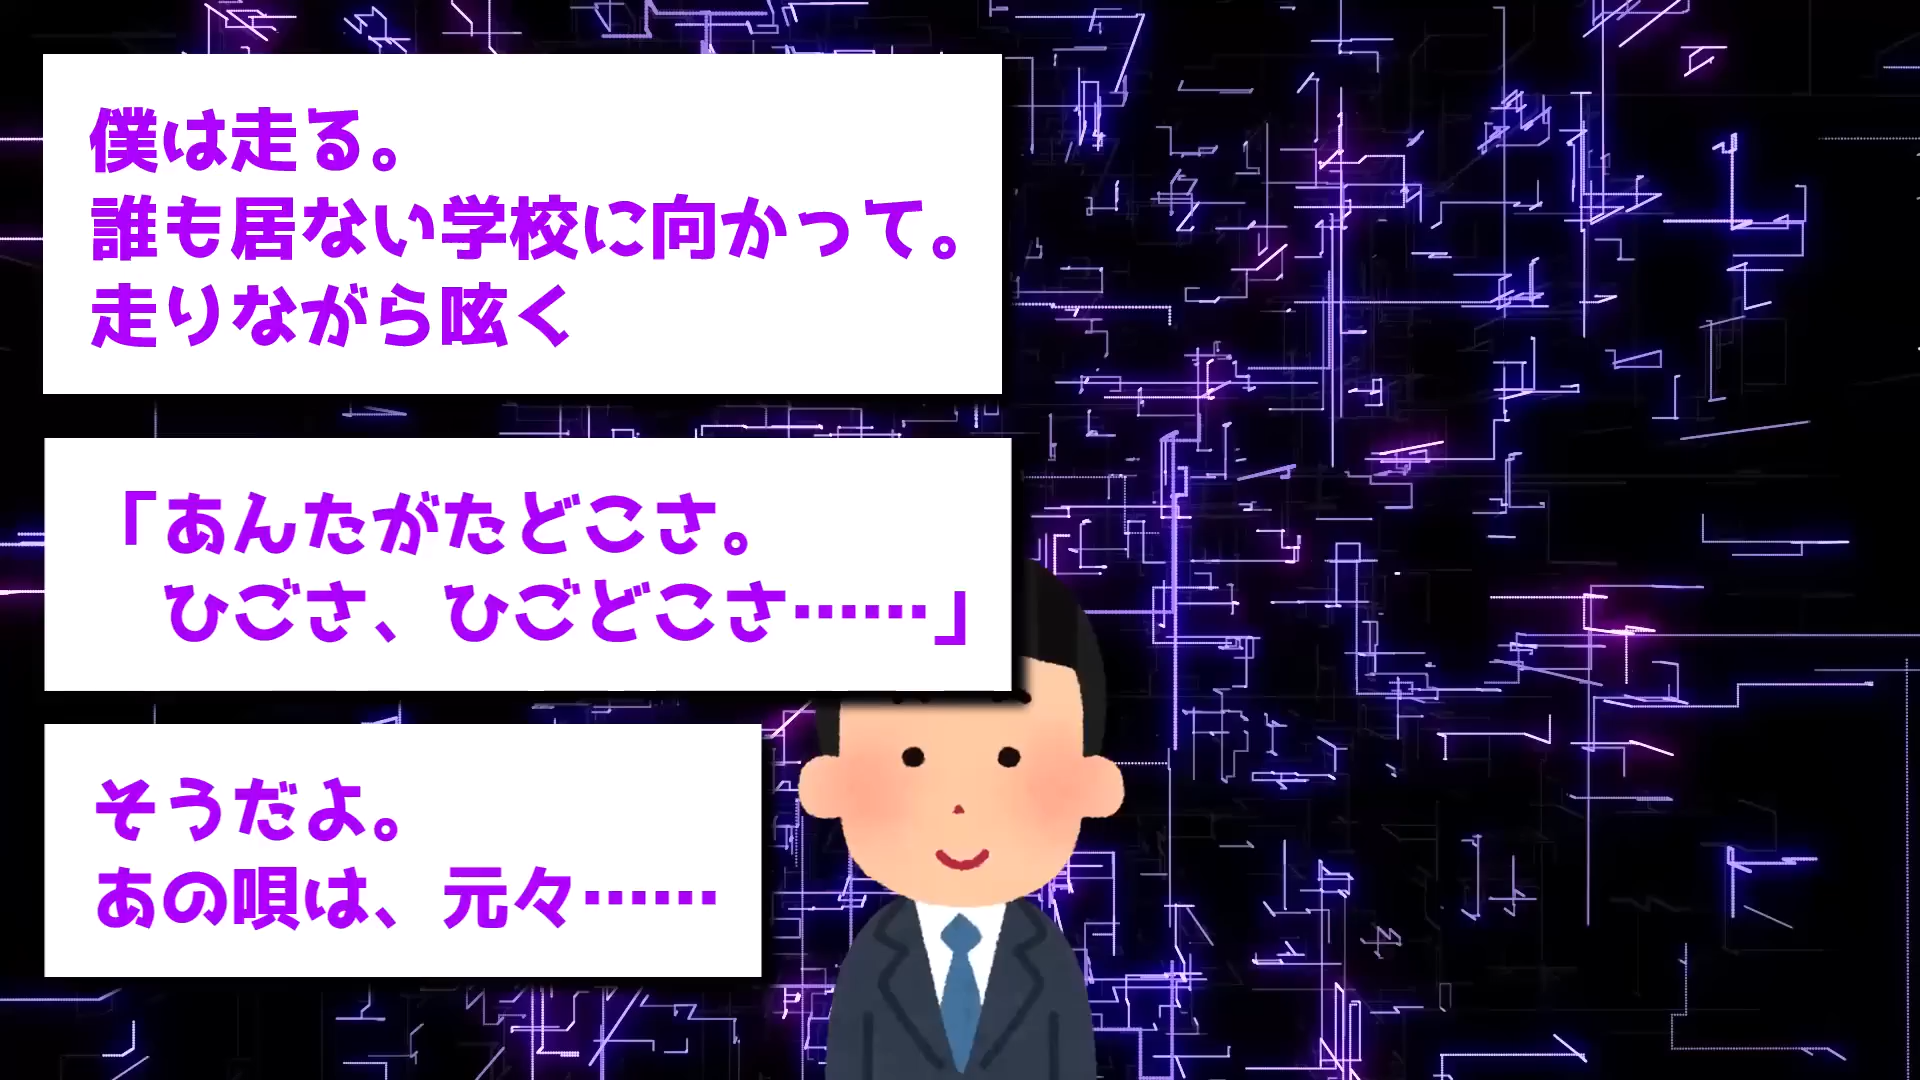 僕は走る。
誰も居ない学校に向かって。
走りながら呟く
「あんたがたどこさ。
ひごさ、ひごどこさ……」
そうだよ。
あの唄は、元々……